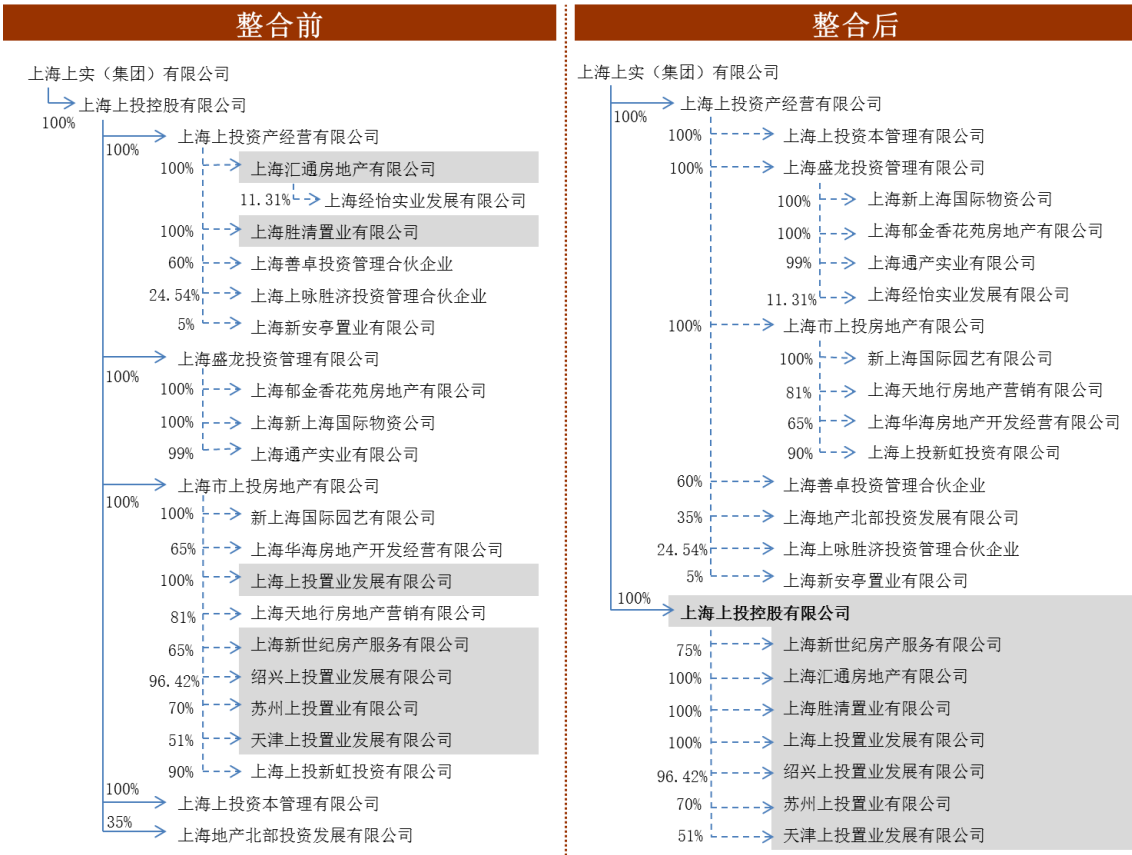 整合前
上海上实（集团）有限公司
上海上投控股有限公司
100%
上海上投资产经营有限公司
100%
100%
上海汇通房地产有限公司
11.31%
上海经怡实业发展有限公司
100%
上海胜清置业有限公司
60%
上海善卓投资管理合伙企业
24.54%
上海上咏胜济投资管理合伙企业
5%
上海新安亭置业有限公司
上海盛龙投资管理有限公司
100%
100%
上海郁金香花苑房地产有限公司
100%
上海新上海国际物资公司
99%
上海通产实业有限公司
上海市上投房地产有限公司
100%
100%
新上海国际园艺有限公司
65%
上海华海房地产开发经营有限公司
100%
上海上投置业发展有限公司
81%
上海天地行房地产营销有限公司
65%
上海新世纪房产服务有限公司
96.42%
绍兴上投置业发展有限公司
70%
苏州上投置业有限公司
51%
天津上投置业发展有限公司
90%
上海上投新虹投资有限公司
100%
上海上投资本管理有限公司
35%
上海地产北部投资发展有限公司
整合后
上海上实（集团）有限公司
上海上投资产经营有限公司
100%
100%
上海上投资本管理有限公司
100%
上海盛龙投资管理有限公司
100%
上海新上海国际物资公司
100%
上海郁金香花苑房地产有限公司
99%
上海通产实业有限公司
11.31%
上海经怡实业发展有限公司
100%
上海市上投房地产有限公司
100%
新上海国际园艺有限公司
81%
上海天地行房地产营销有限公司
65%
上海华海房地产开发经营有限公司
90%
上海上投新虹投资有限公司
60%
上海善卓投资管理合伙企业
35%
上海地产北部投资发展有限公司
24.54%
上海上咏胜济投资管理合伙企业
5%
上海新安亭置业有限公司
100%
上海上投控股有限公司
75%
上海新世纪房产服务有限公司
100%
上海汇通房地产有限公司
100%
上海胜清置业有限公司
100%
上海上投置业发展有限公司
96.42%
绍兴上投置业发展有限公司
70%
苏州上投置业有限公司
51%
天津上投置业发展有限公司